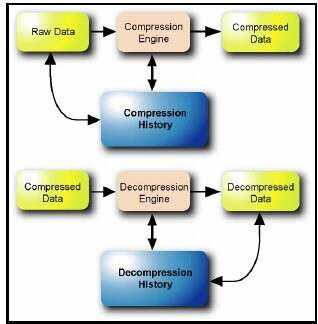 Raw Data
Compression
Engine
Compressed
Data
Compression
History
Compressed
Data
Decompression
Engine
Decompressed
Data
Decompression
History